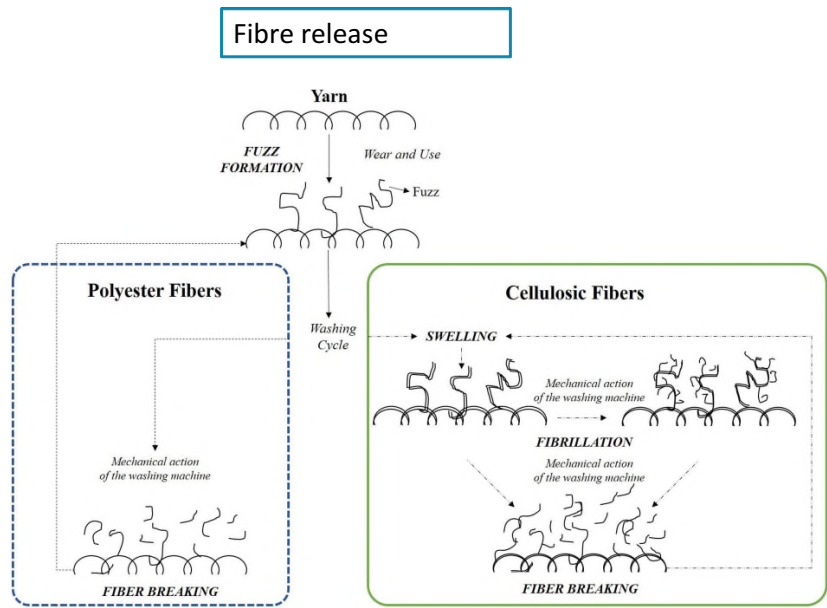 Fibre release
Yarn
FUZZ
FORMATION
Wear and Use
Fuzz
Polyester Fibers
Cellulosic Fibers
Washing
Cycle
SWELLING
Mechanical action
of the washing machine
FIBRILLATION
Mechanical action
of the washing machine
Mechanical action
of the washing machine
FIBER BREAKING
FIBER BREAKING